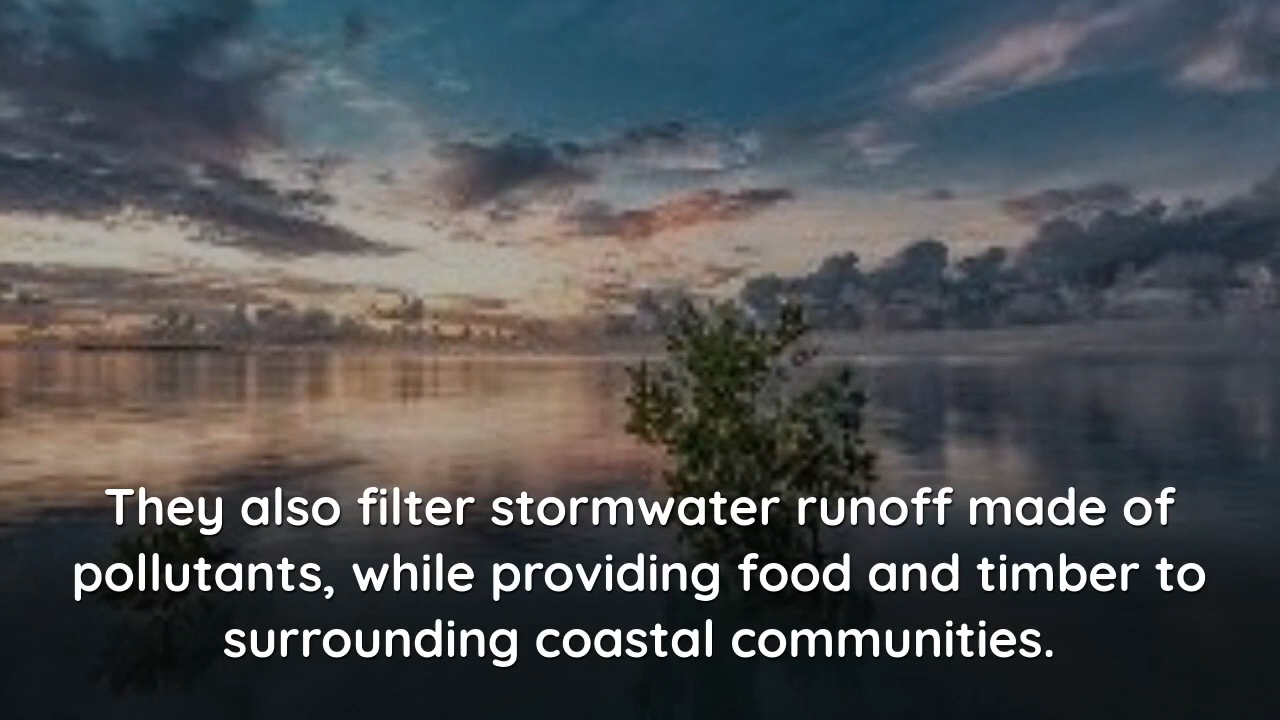 They also filter stormwater runoff made of
pollutants, while providing food and timber to
surrounding coastal communities.